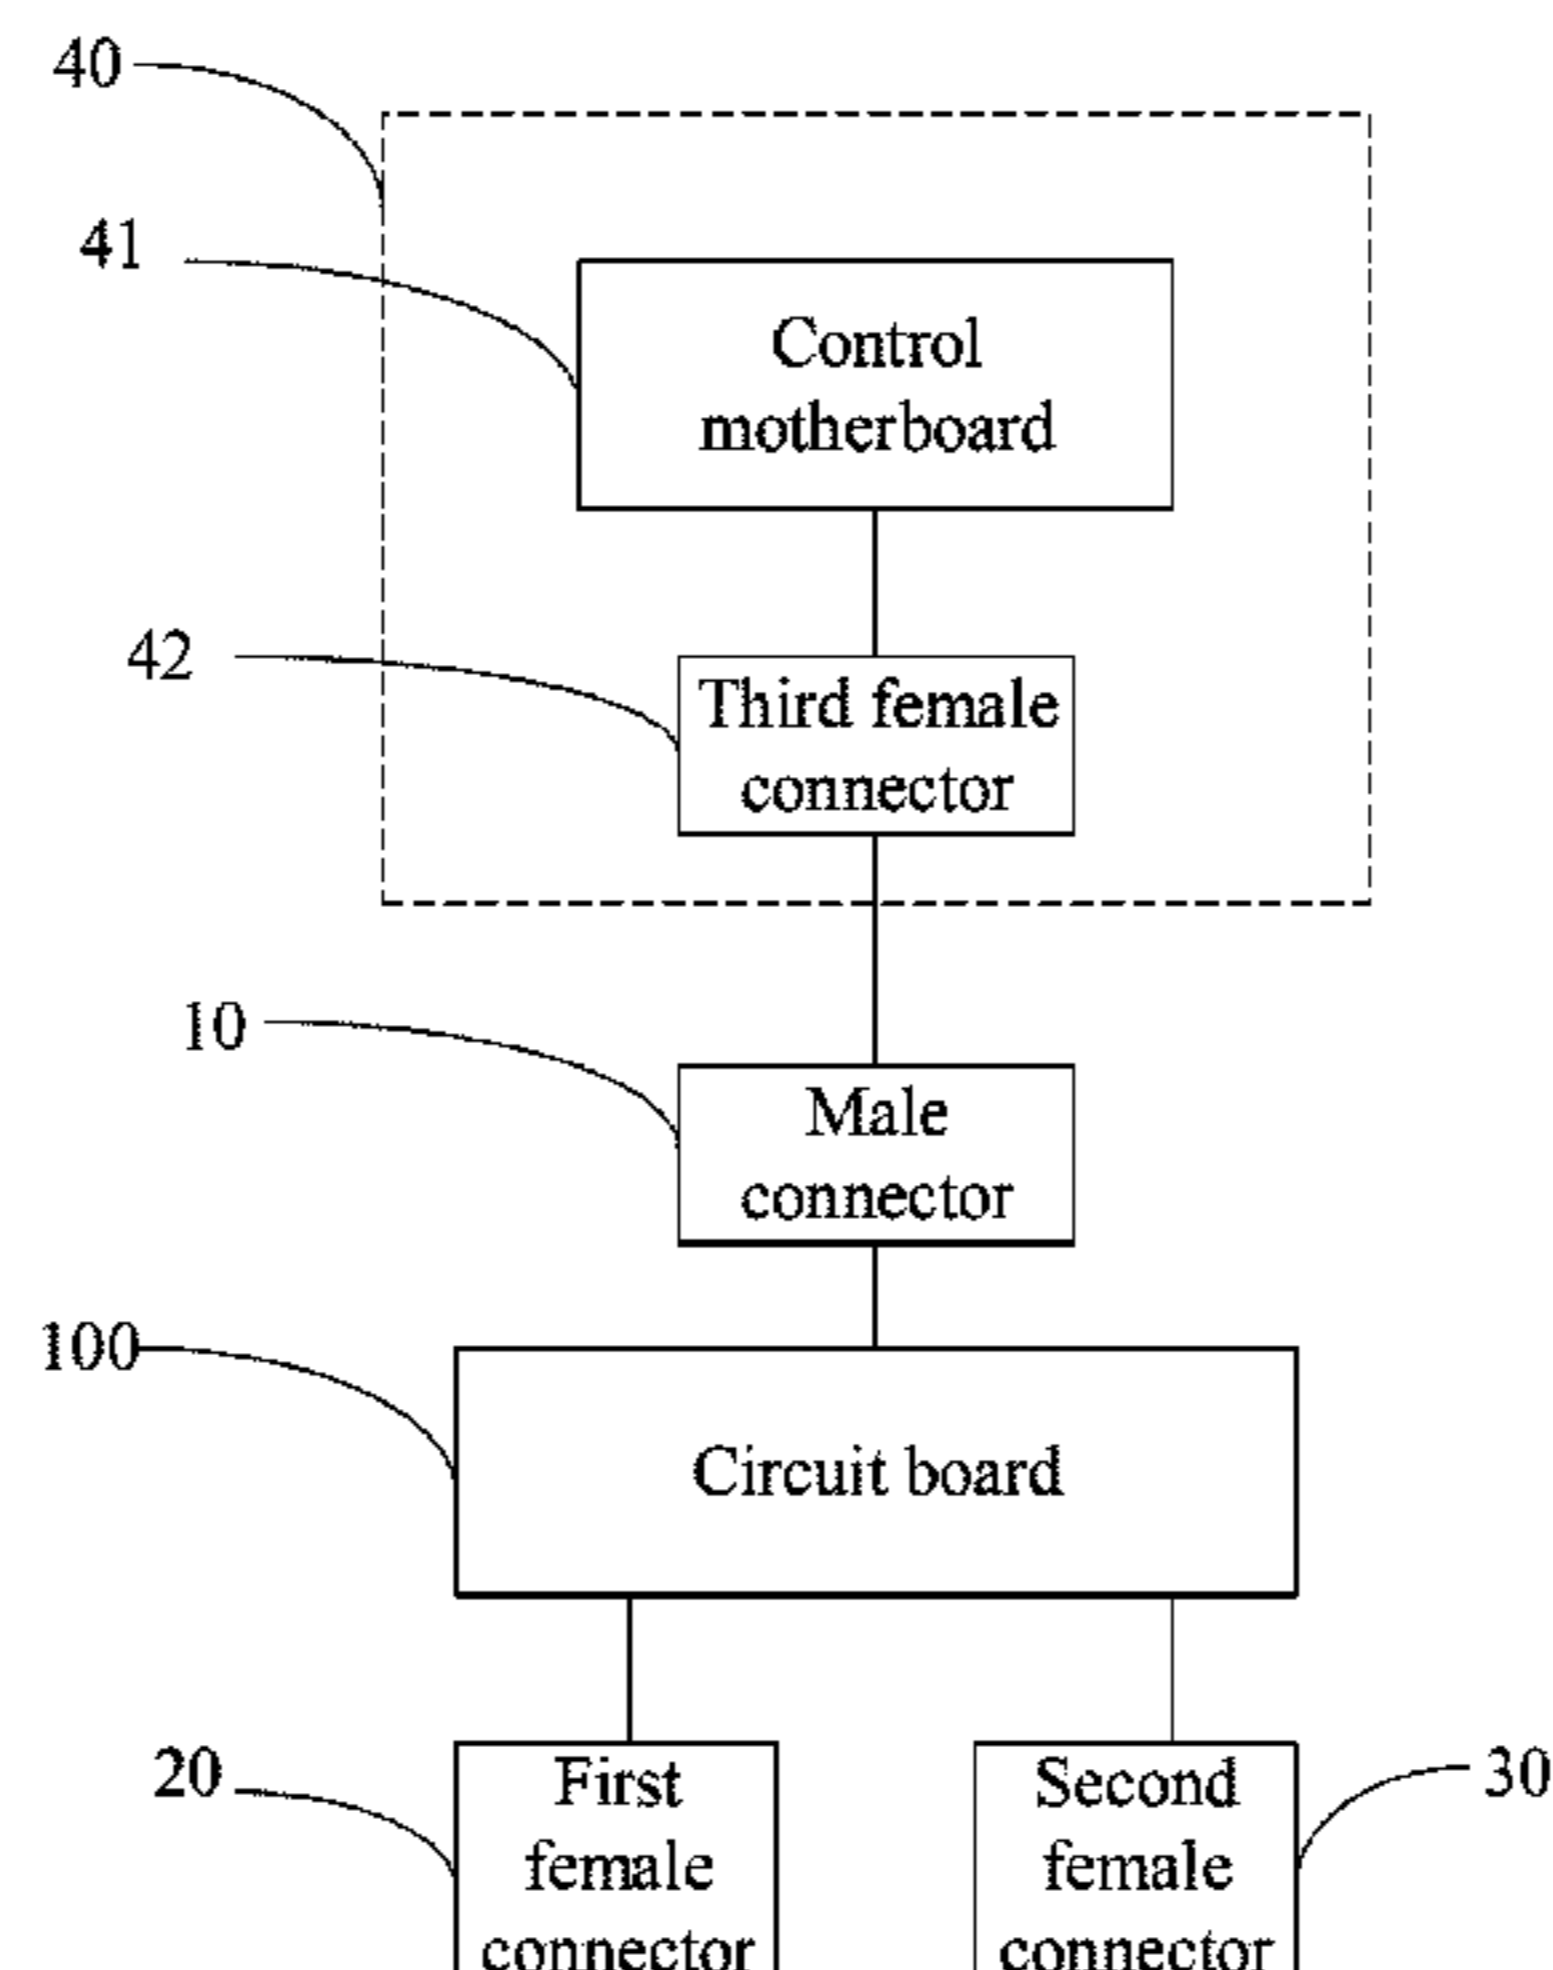 40
41
Control
motherboard
42
Third female
connector
10
Male
connector
100
Circuit board
20
First
female
connector
Second
female
connector
30